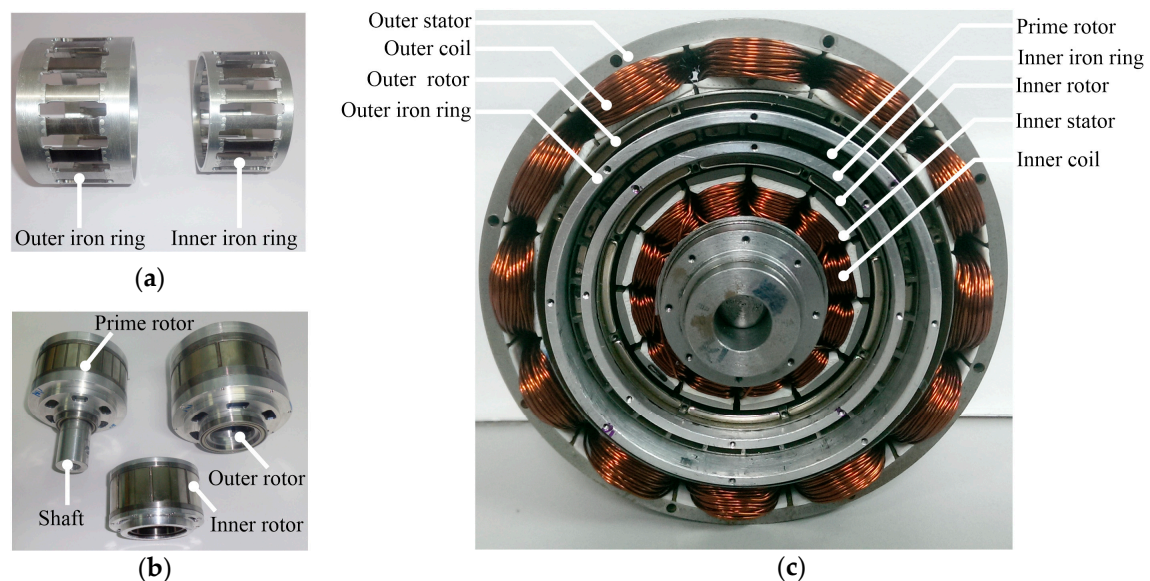 Outer iron ring
Inner iron ring
(a)
Prime rotor
Outer rotor
Shaft
Inner rotor
(b)
Outer stator
Outer coil
Outer rotor
Outer iron ring
Prime rotor
Inner iron ring
Inner rotor
Inner stator
Inner coil
(c)